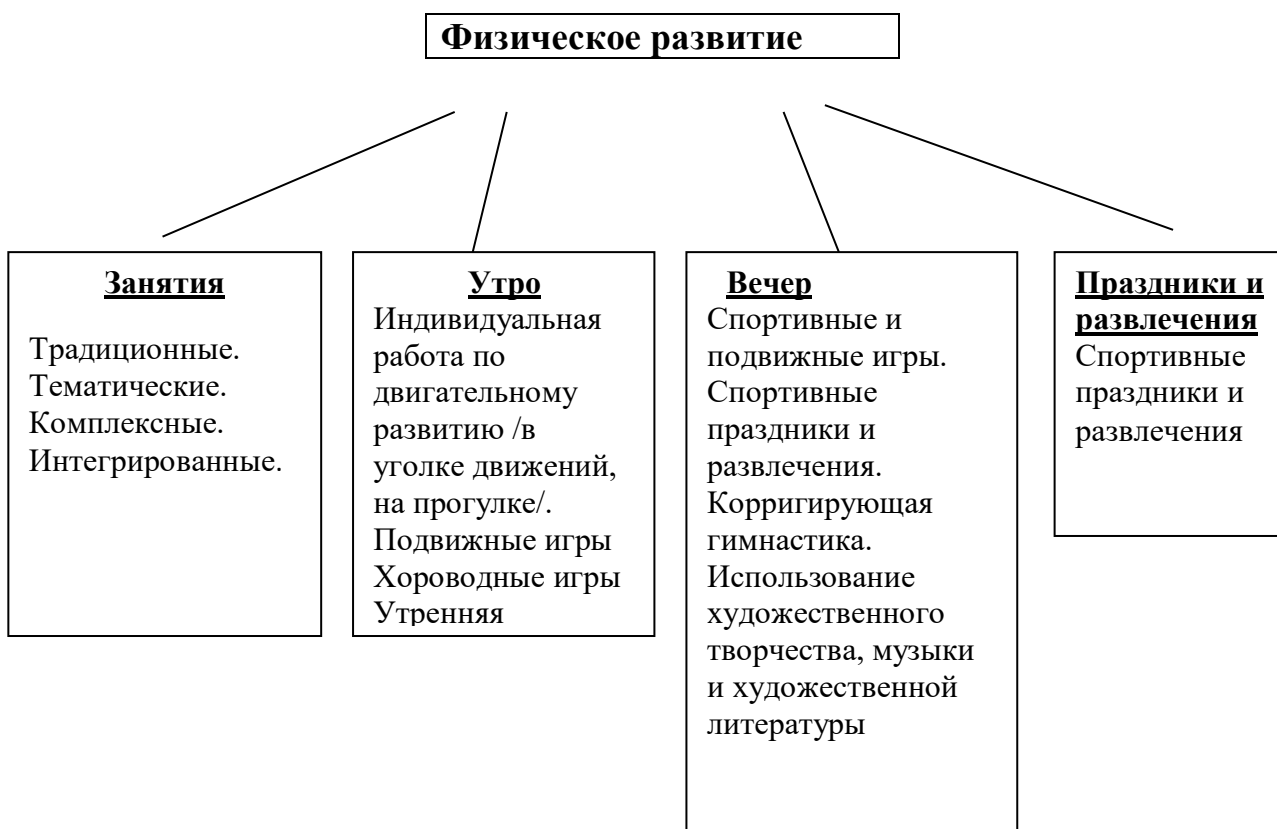 Физическое развитие
Занятия
Традиционные.
Тематические.
Комплексные.
Интегрированные.
Утро
Индивидуальная
работа по
двигательному
развитию /в
уголке движений,
на прогулке/.
Подвижные игры
Хороводные игры
Утренняя
Вечер
Спортивные и
подвижные игры.
Спортивные
праздники и
развлечения.
Корригирующая
гимнастика.
Использование
художественного
творчества, музыки
и художественной
литературы
Праздники и
развлечения
Спортивные
праздники и
развлечения